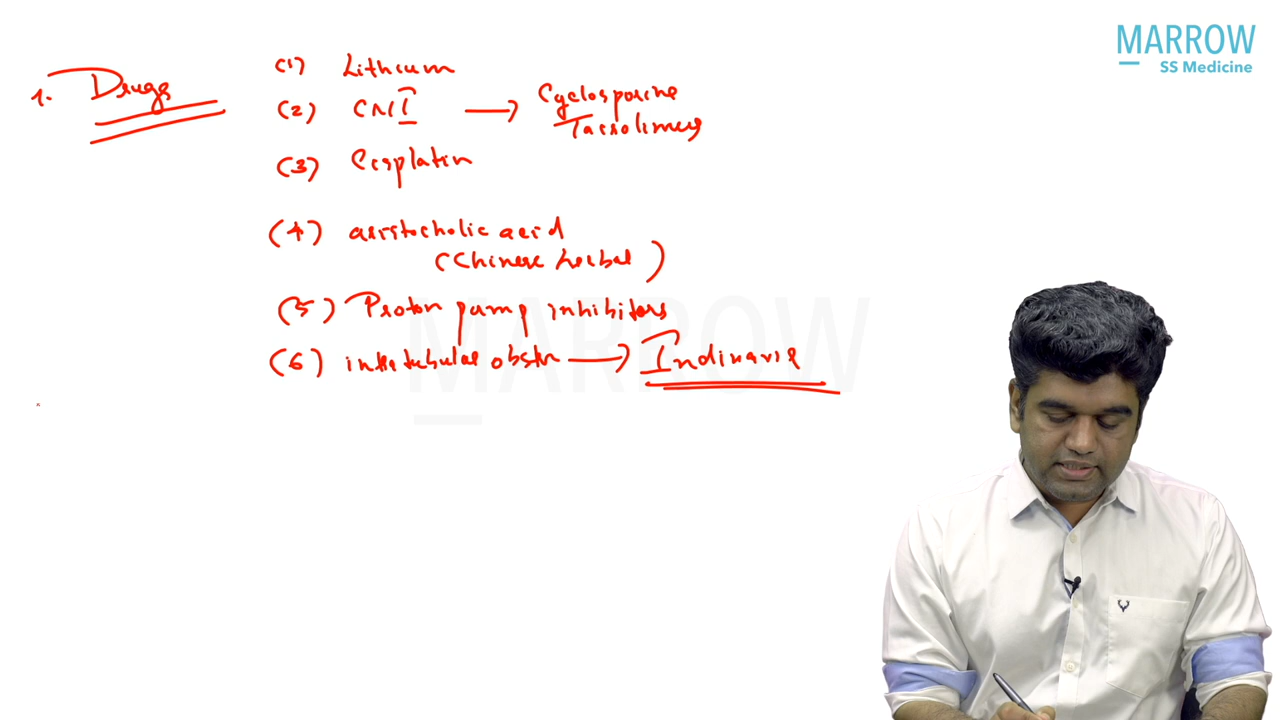 MARROW
SS Medicine
1. Drugs
(1) Lithium
(2) CNI → Cyclosporine
Tacrolimus
(3) Cisplatin
(4) aristocholic acid
(Chinese herbal)
(5) Proton pump inhibitors
(6) intratubular obstn → Indinavir
MARROW